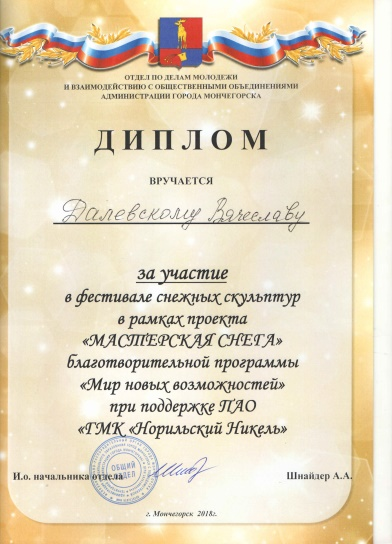 ОТДЕЛ ПО ДЕЛАМ МОЛОДЕЖИ
И ВЗАИМОДЕЙСТВИЮ С ОБЩЕСТВЕННЫМИ ОБЪЕДИНЕНИЯМИ
АДМИНИСТРАЦИИ ГОРОДА МОНЧЕГОРСКА
ДИПЛОМ
ВРУЧАЕТСЯ
Далевскому Вячеславу
за участие
в фестивале снежных скульптур
в рамках проекта
«МАСТЕРСКАЯ СНЕГА»
благотворительной программы
«Мир новых возможностей»
при поддержке ПАО
«ГМК «Норильский Никель»
И.о. начальника отдела
Шнайдер А.А.
ОБЩИЙ
ОТДЕЛ
г. Мончегорск 2018г.